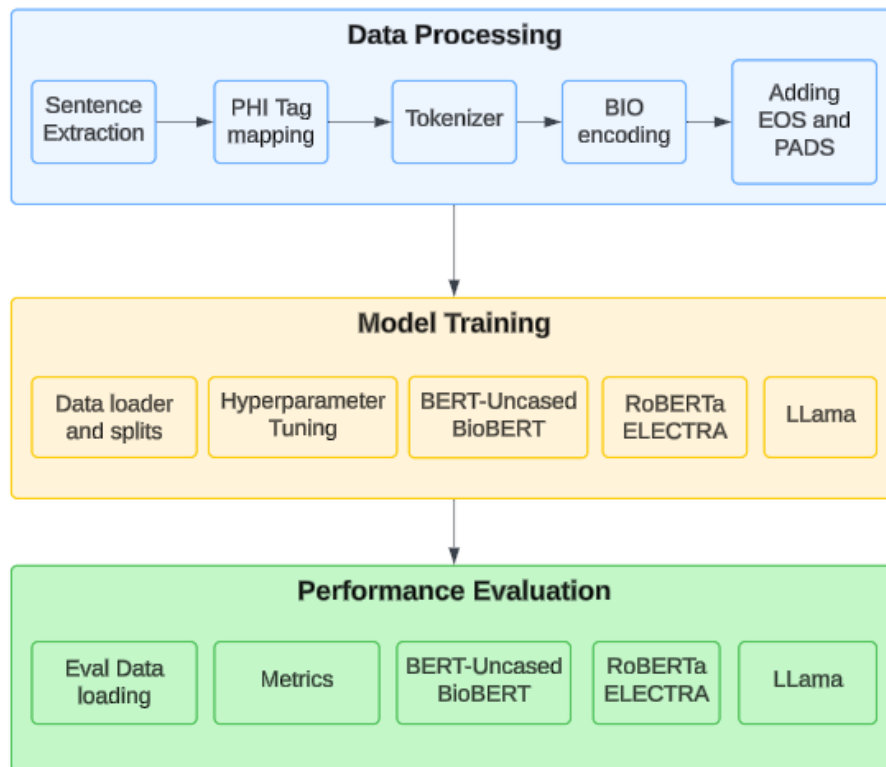 Data Processing
Sentence
Extraction
PHI Tag
mapping
Tokenizer
BIO
encoding
Adding
EOS and
PADS
Model Training
Data loader
and splits
Hyperparameter
Tuning
BERT-Uncased
BioBERT
RoBERTa
ELECTRA
LLama
Performance Evaluation
Eval Data
loading
Metrics
BERT-Uncased
BioBERT
RoBERTa
ELECTRA
LLama